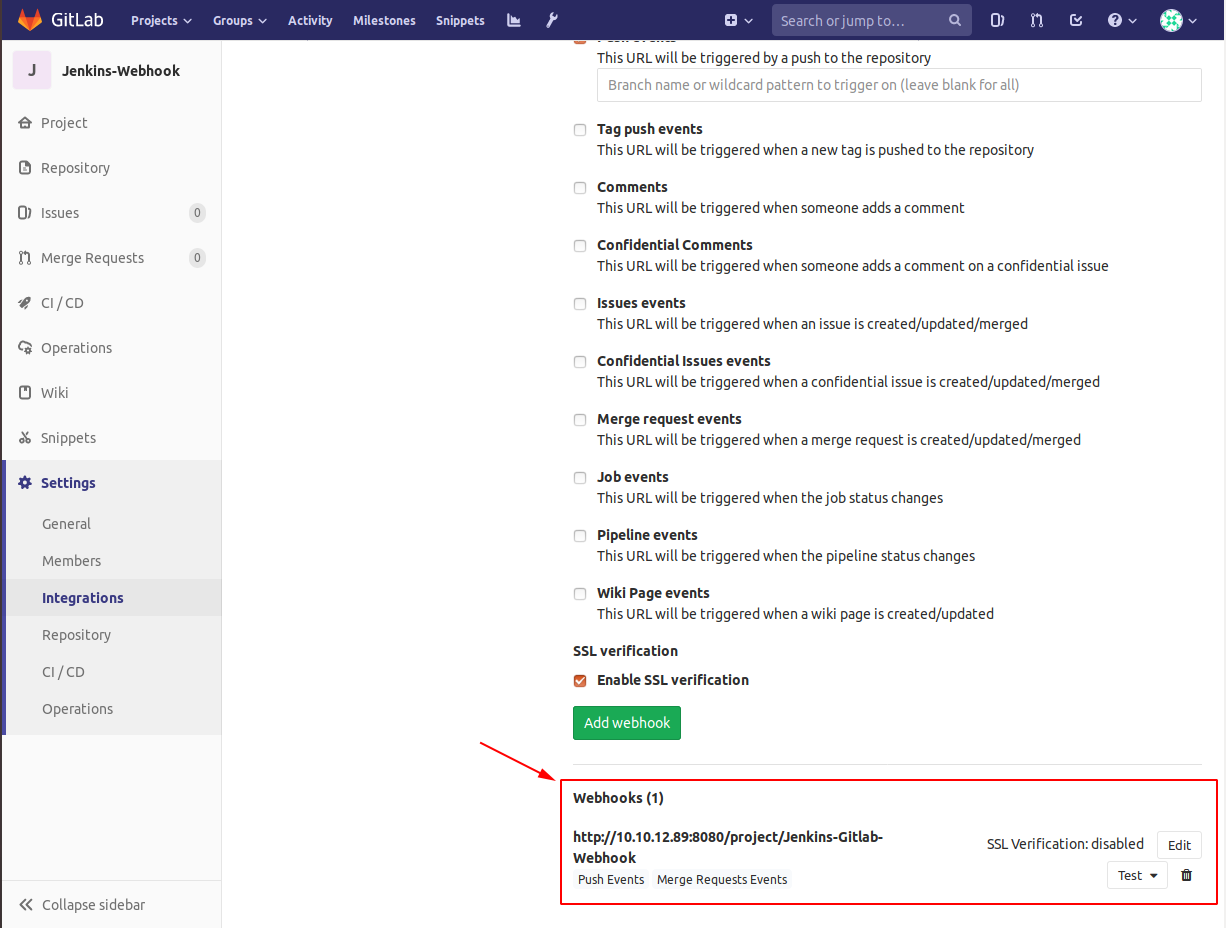 GitLab Projects Groups Activity Milestones Snippets Search or jump to...
J Jenkins-Webhook
Project
Repository
Issues 0
Merge Requests 0
CI / CD
Operations
Wiki
Snippets
Settings
General
Members
Integrations
Repository
CI / CD
Operations
Collapse sidebar
Push events
This URL will be triggered by a push to the repository
Branch name or wildcard pattern to trigger on (leave blank for all)
Tag push events
This URL will be triggered when a new tag is pushed to the repository
Comments
This URL will be triggered when someone adds a comment
Confidential Comments
This URL will be triggered when someone adds a comment on a confidential issue
Issues events
This URL will be triggered when an issue is created/updated/merged
Confidential Issues events
This URL will be triggered when a confidential issue is created/updated/merged
Merge request events
This URL will be triggered when a merge request is created/updated/merged
Job events
This URL will be triggered when the job status changes
Pipeline events
This URL will be triggered when the pipeline status changes
Wiki Page events
This URL will be triggered when a wiki page is created/updated
SSL verification
Enable SSL verification
Add webhook
Webhooks (1)
http://10.10.12.89:8080/project/Jenkins-Gitlab-
Webhook
Push Events Merge Requests Events
SSL Verification: disabled Edit
Test